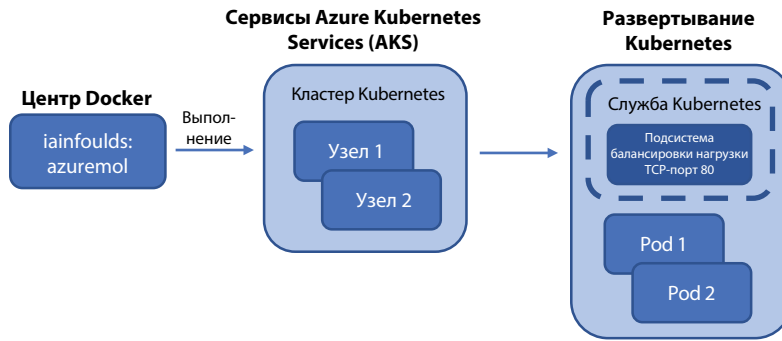 Центр Docker
iainfoulds:
azuremol
Выпол-
нение
Сервисы Azure Kubernetes
Services (AKS)
Кластер Kubernetes
Узел 1
Узел 2
Развертывание
Kubernetes
Служба Kubernetes
Подсистема
балансировки нагрузки
TCP-порт 80
Pod 1
Pod 2